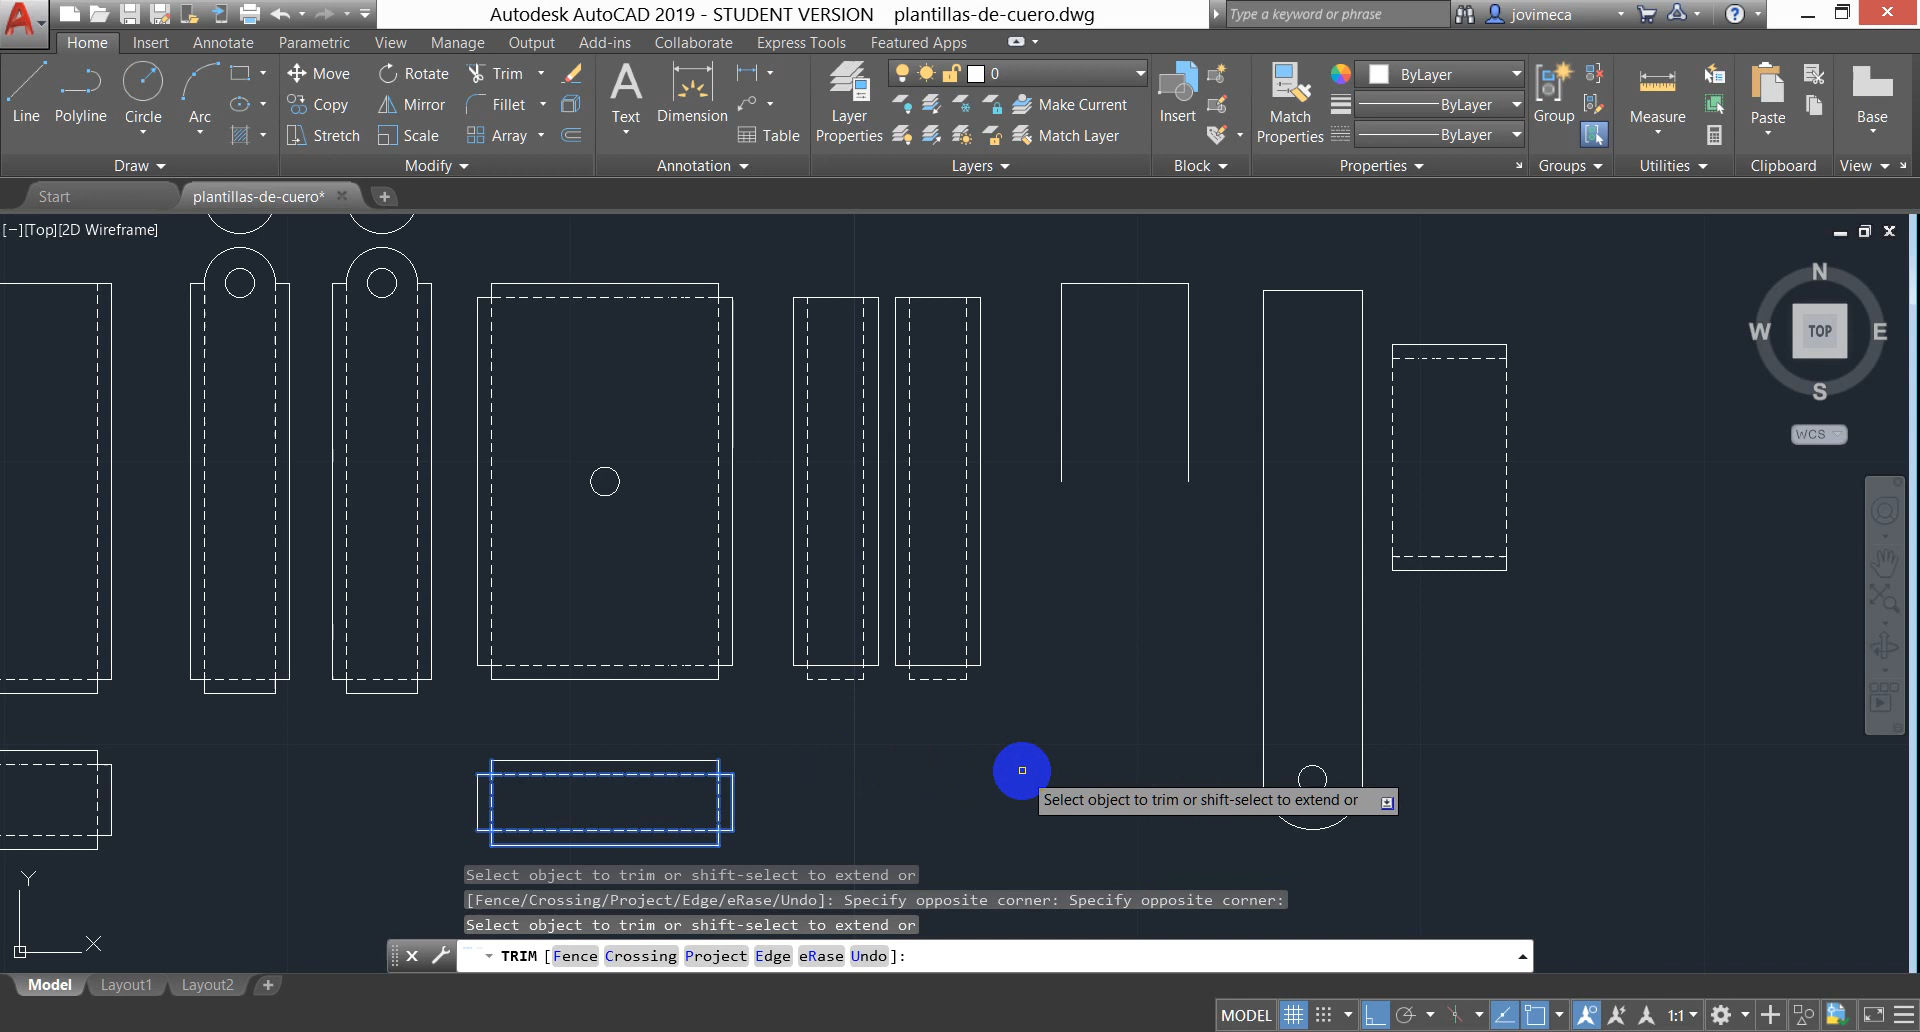 Autodesk AutoCAD 2019 - STUDENT VERSION plantillas-de-cuero.dwg
Type a keyword or phrase
jovimeca
Home Insert Annotate Parametric View Manage Output Add-ins Collaborate Express Tools Featured Apps
Line Polyline Circle Arc
Move Rotate Trim
Copy Mirror Fillet
Stretch Scale Array
Text Dimension Table
Layer Properties
0
Make Current
Match Layer
Insert
Match Properties
ByLayer
ByLayer
ByLayer
Group
Measure
Paste
Base
Draw Modify Annotation Layers Block Properties Groups Utilities Clipboard View
Start plantillas-de-cuero*
[−][Top][2D Wireframe]
N
W TOP E
S
WCS
Select object to trim or shift-select to extend or
Select object to trim or shift-select to extend or
[Fence/Crossing/Project/Edge/eRase/Undo]: Specify opposite corner: Specify opposite corner:
Select object to trim or shift-select to extend or
TRIM [Fence Crossing Project Edge eRase Undo]:
Y
X
Model Layout1 Layout2
MODEL 1:1